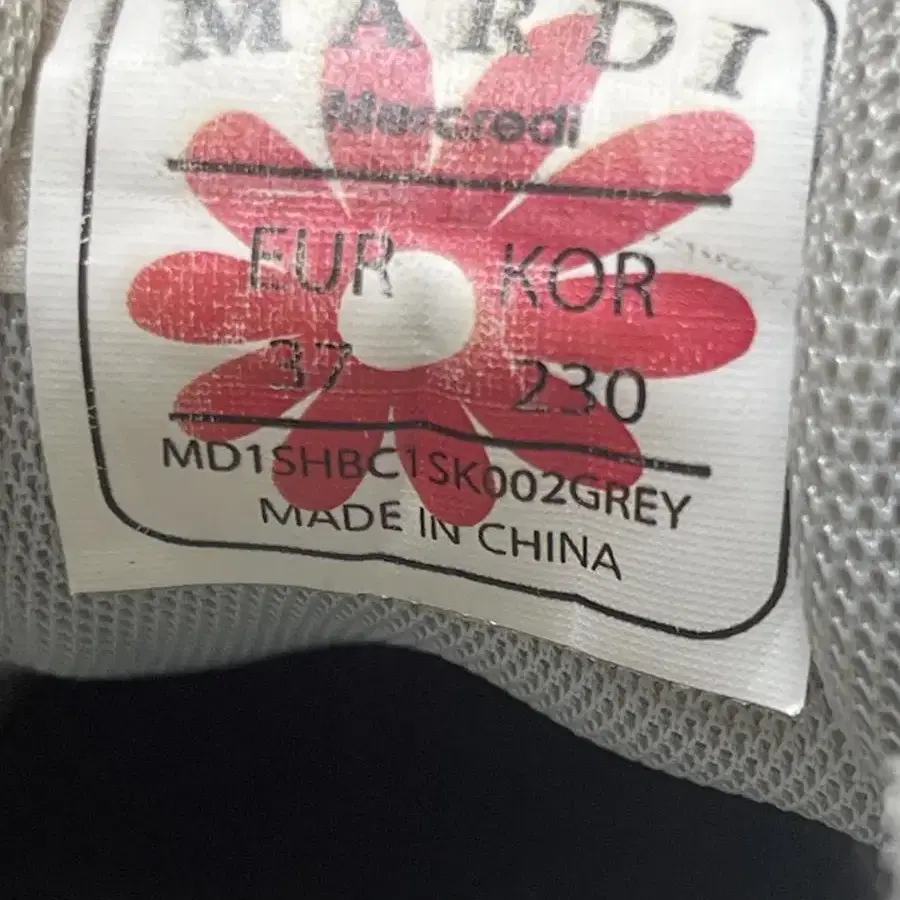 MARDI
Mercredi
EUR KOR
37 230
MD1SHBC1SK002GREY
MADE IN CHINA